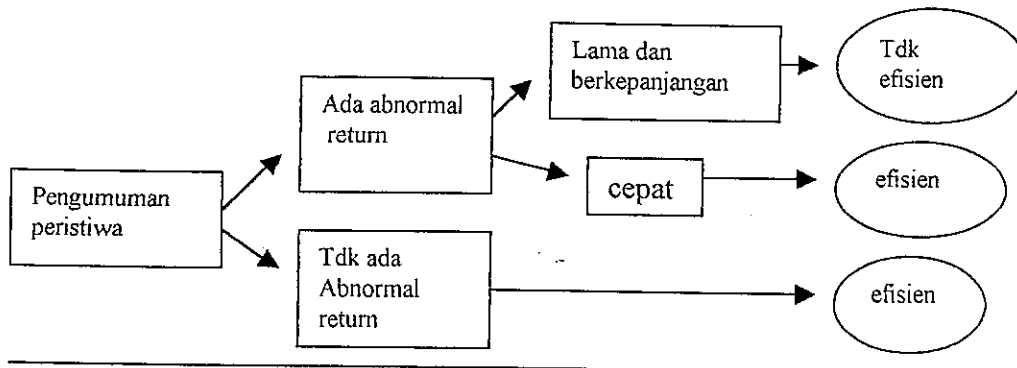 Pengumuman
peristiwa
Ada abnormal
return
Lama dan
berkepanjangan
Tdk
efisien
cepat
efisien
Tdk ada
Abnormal
return
efisien